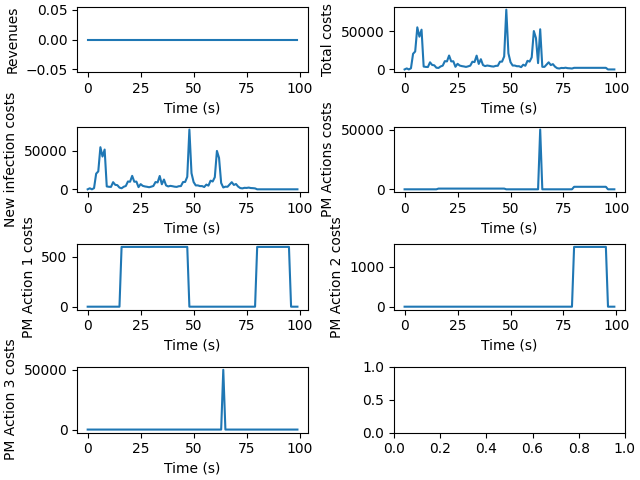 Revenues
0.05
0.00
−0.05
0 25 50 75 100
Time (s)
Total costs
50000
0
0 25 50 75 100
Time (s)
New infection costs
50000
0
0 25 50 75 100
Time (s)
PM Actions costs
50000
0
0 25 50 75 100
Time (s)
PM Action 1 costs
500
0
0 25 50 75 100
Time (s)
PM Action 2 costs
1000
0
0 25 50 75 100
Time (s)
PM Action 3 costs
50000
0
0 25 50 75 100
Time (s)
1.0
0.5
0.0
0.0 0.2 0.4 0.6 0.8 1.0